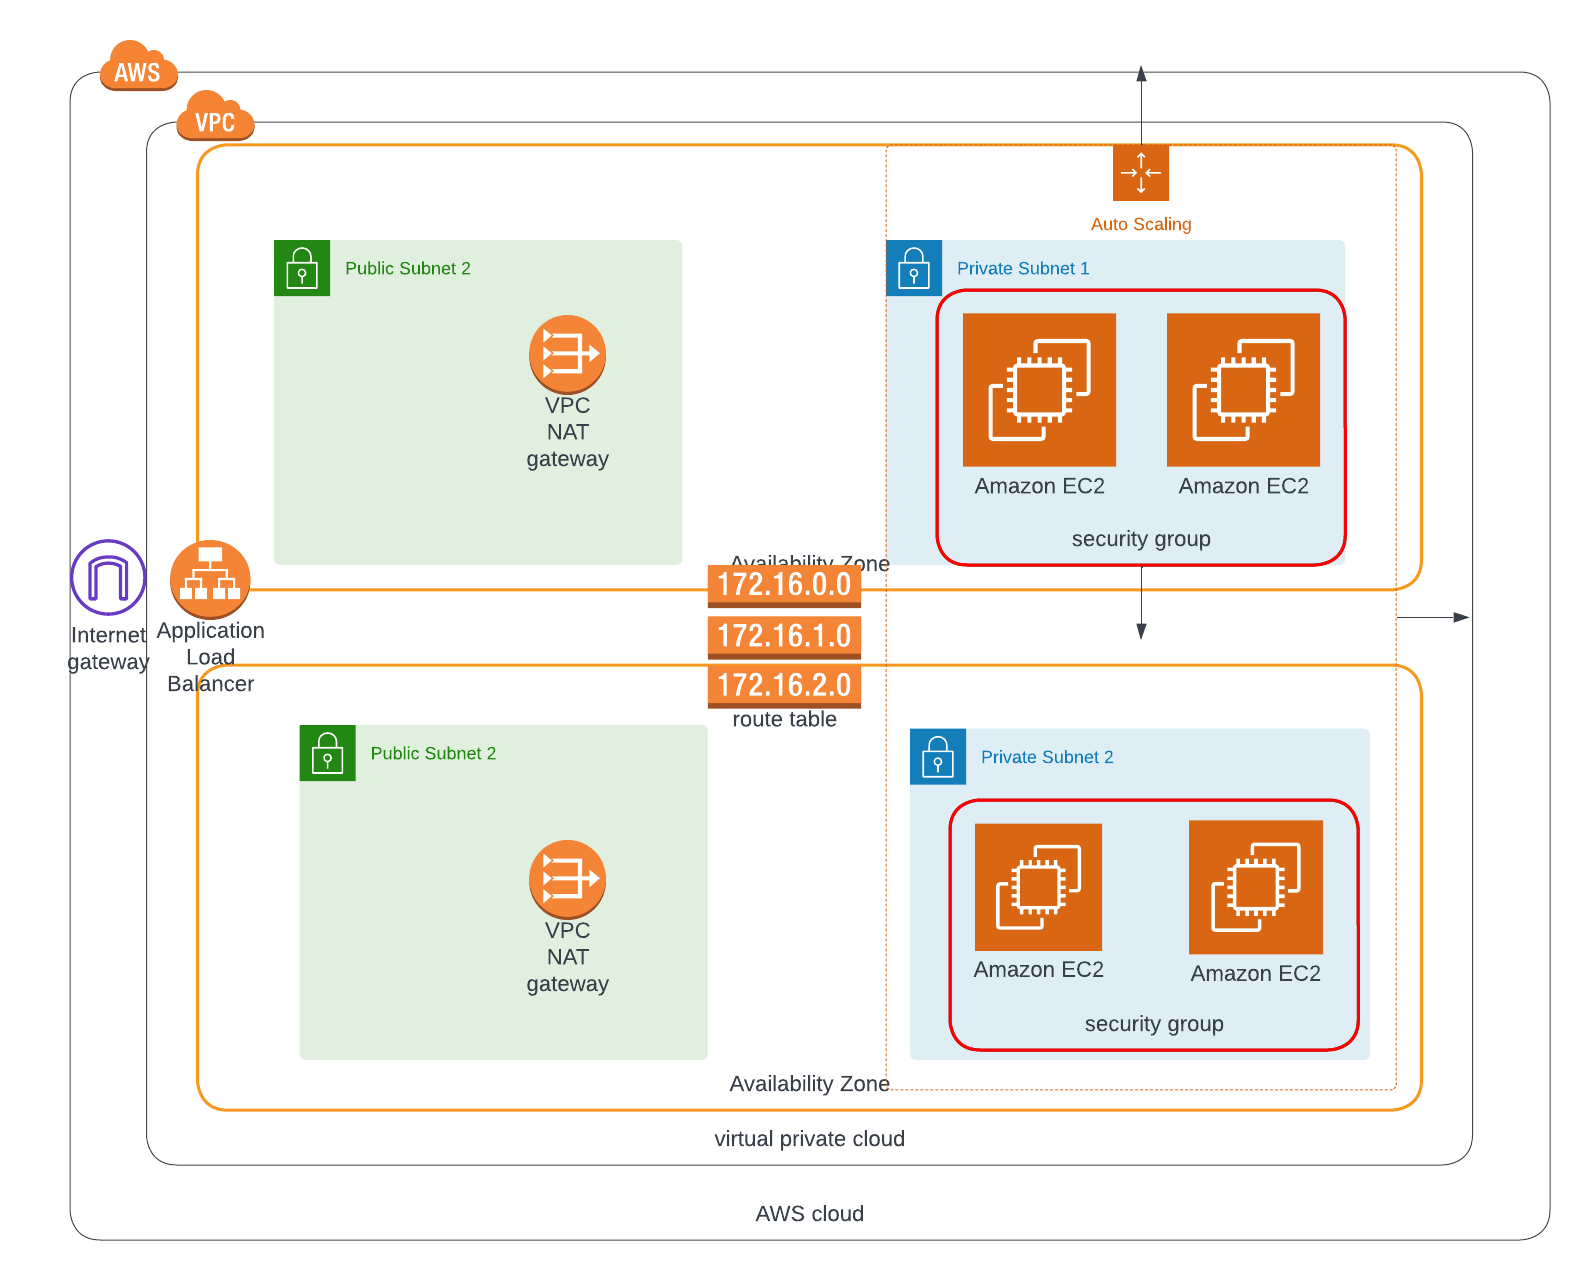 AWS
VPC
Auto Scaling
Public Subnet 2
Private Subnet 1
VPC
NAT
gateway
Amazon EC2
Amazon EC2
security group
Availability Zone
172.16.0.0
172.16.1.0
172.16.2.0
route table
Internet
gateway
Application
Load
Balancer
Public Subnet 2
Private Subnet 2
VPC
NAT
gateway
Amazon EC2
Amazon EC2
security group
Availability Zone
virtual private cloud
AWS cloud